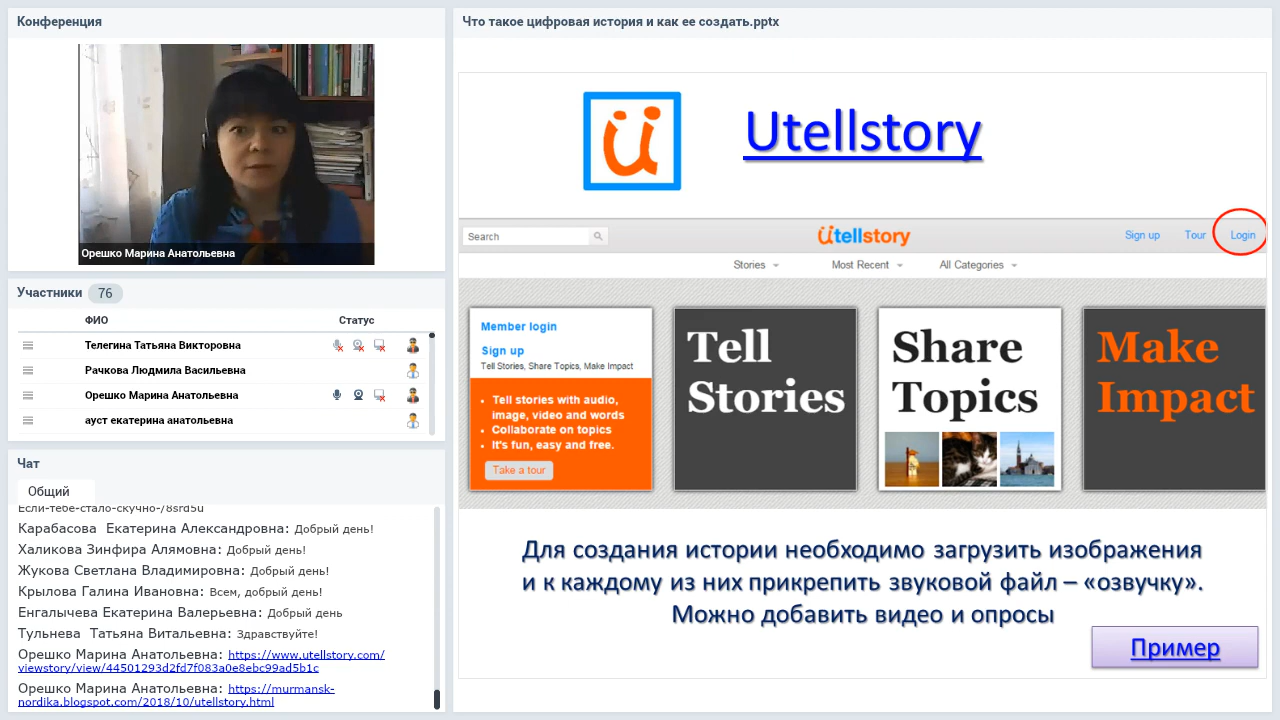 Конференция
Орешко Марина Анатольевна
Участники 76
ФИО Статус
Телегина Татьяна Викторовна
Рачкова Людмила Васильевна
Орешко Марина Анатольевна
ауст екатерина анатольевна
Чат
Общий
Если-тебе-стало-скучно-/8srd5u
Карабасова Екатерина Александровна: Добрый день!
Халикова Зинфира Алямовна: Добрый день!
Жукова Светлана Владимировна: Добрый день!
Крылова Галина Ивановна: Всем, добрый день!
Енгалычева Екатерина Валерьевна: Добрый день
Тульнева Татьяна Витальевна: Здравствуйте!
Орешко Марина Анатольевна: https://www.utellstory.com/
viewstory/view/44501293d2fd7f083a0e8ebc99ad5b1c
Орешко Марина Анатольевна: https://murmansk-
nordika.blogspot.com/2018/10/utellstory.html
Что такое цифровая история и как ее создать.pptx
ü
Utellstory
Search
ütellstory
Sign up Tour Login
Stories Most Recent All Categories
Member login
Sign up
Tell Stories, Share Topics, Make Impact
Tell stories with audio,
image, video and words
Collaborate on topics
It's fun, easy and free.
Take a tour
Tell
Stories
Share
Topics
Make
Impact
Для создания истории необходимо загрузить изображения
и к каждому из них прикрепить звуковой файл – «озвучку».
Можно добавить видео и опросы
Пример